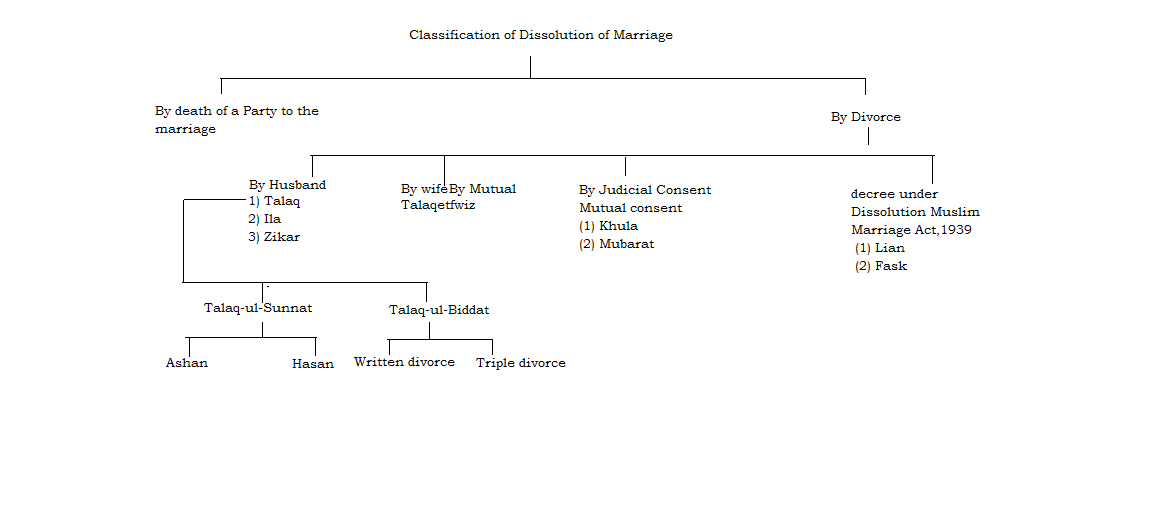 Classification of Dissolution of Marriage
By death of a Party to the
marriage
By Divorce
By Husband
1) Talaq
2) Ila
3) Zikar
By wifeBy Mutual
Talaqetfwiz
By Judicial Consent
Mutual consent
(1) Khula
(2) Mubarat
decree under
Dissolution Muslim
Marriage Act,1939
(1) Lian
(2) Fask
Talaq-ul-Sunnat
Talaq-ul-Biddat
Ashan
Hasan
Written divorce
Triple divorce